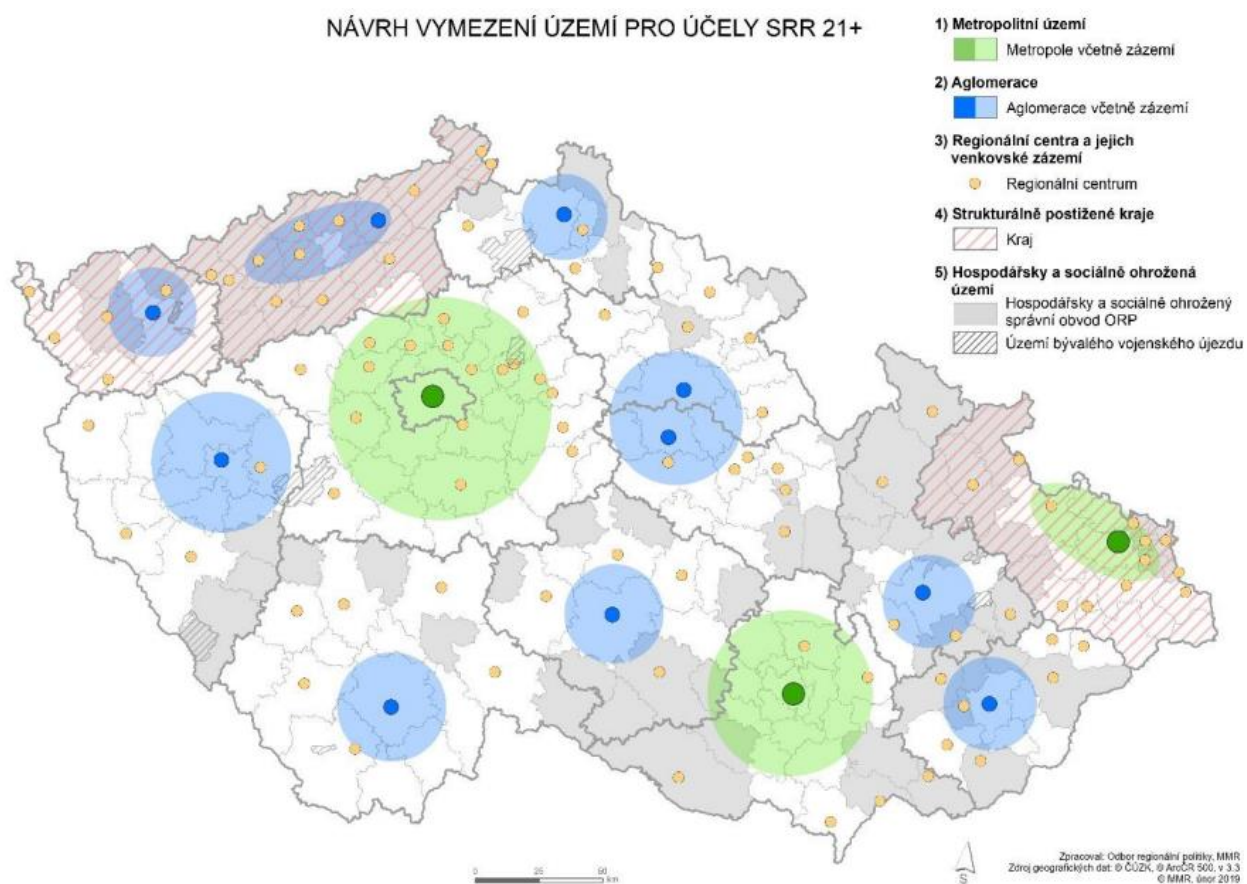 NÁVRH VYMEZENÍ ÚZEMÍ PRO ÚČELY SRR 21+
1) Metropolitní území
Metropole včetně zázemí
2) Aglomerace
Aglomerace včetně zázemí
3) Regionální centra a jejich
venkovské zázemí
Regionální centrum
4) Strukturálně postižené kraje
Kraj
5) Hospodářsky a sociálně ohrožená
území
Hospodářsky a sociálně ohrožený
správní obvod ORP
Území bývalého vojenského újezdu
0 25 50
km
S
Zpracoval: Odbor regionální politiky, MMR
Zdroj geografických dat: © ČÚZK, © ArcČR 500, v 3.3
© MMR, únor 2019